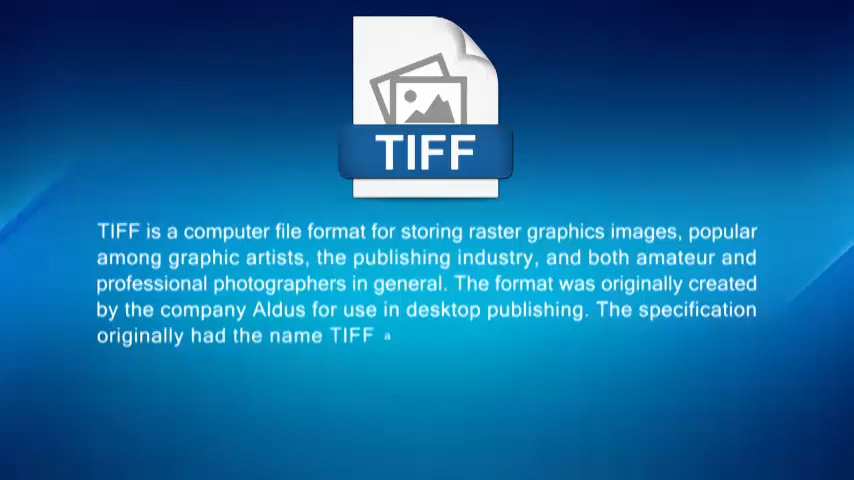 TIFF
TIFF is a computer file format for storing raster graphics images, popular
among graphic artists, the publishing industry, and both amateur and
professional photographers in general. The format was originally created
by the company Aldus for use in desktop publishing. The specification
originally had the name TIFF a